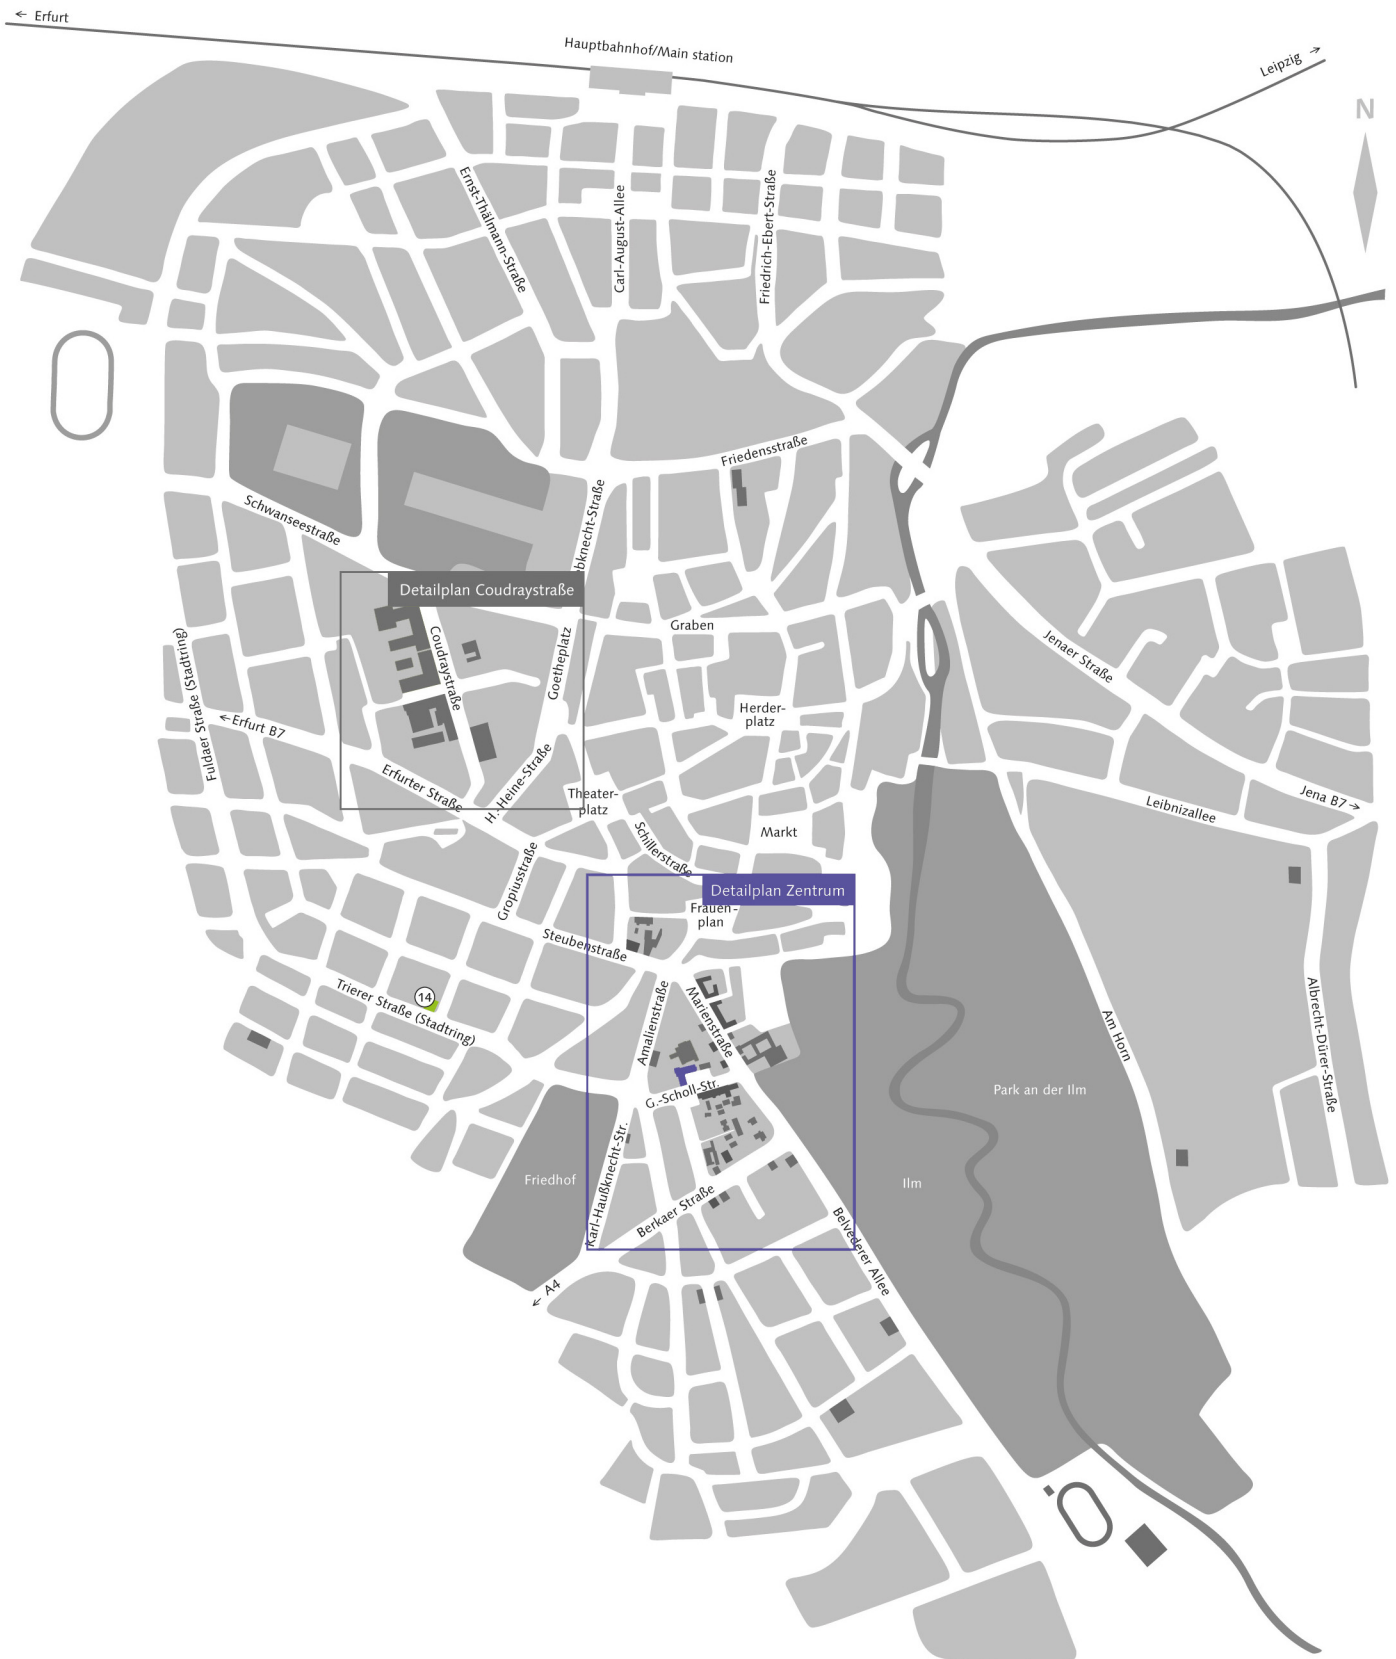 ← Erfurt
Hauptbahnhof/Main station
Leipzig →
N
Ernst-Thälmann-Straße
Carl-August-Allee
Friedrich-Ebert-Straße
Friedensstraße
Schwanseestraße
ebknecht-Straße
Detailplan Coudraystraße
Graben
Coudraystraße
Goetheplatz
Jenaer Straße
Fuldaer Straße (Stadtring)
← Erfurt B7
Herder-
platz
Erfurter Straße
H.-Heine-Straße
Theater-
platz
Leibnizallee
Jena B7 →
Markt
Schillerstraße
Gropiusstraße
Detailplan Zentrum
Frauen-
plan
Steubenstraße
14
Trierer Straße (Stadtring)
Amalienstraße
Marienstraße
Am Horn
Albrecht-Dürer-Straße
G.-Scholl-Str.
Park an der Ilm
Friedhof
Karl-Haußknecht-Str.
Ilm
Berkaer Straße
Belvederer Allee
← A4